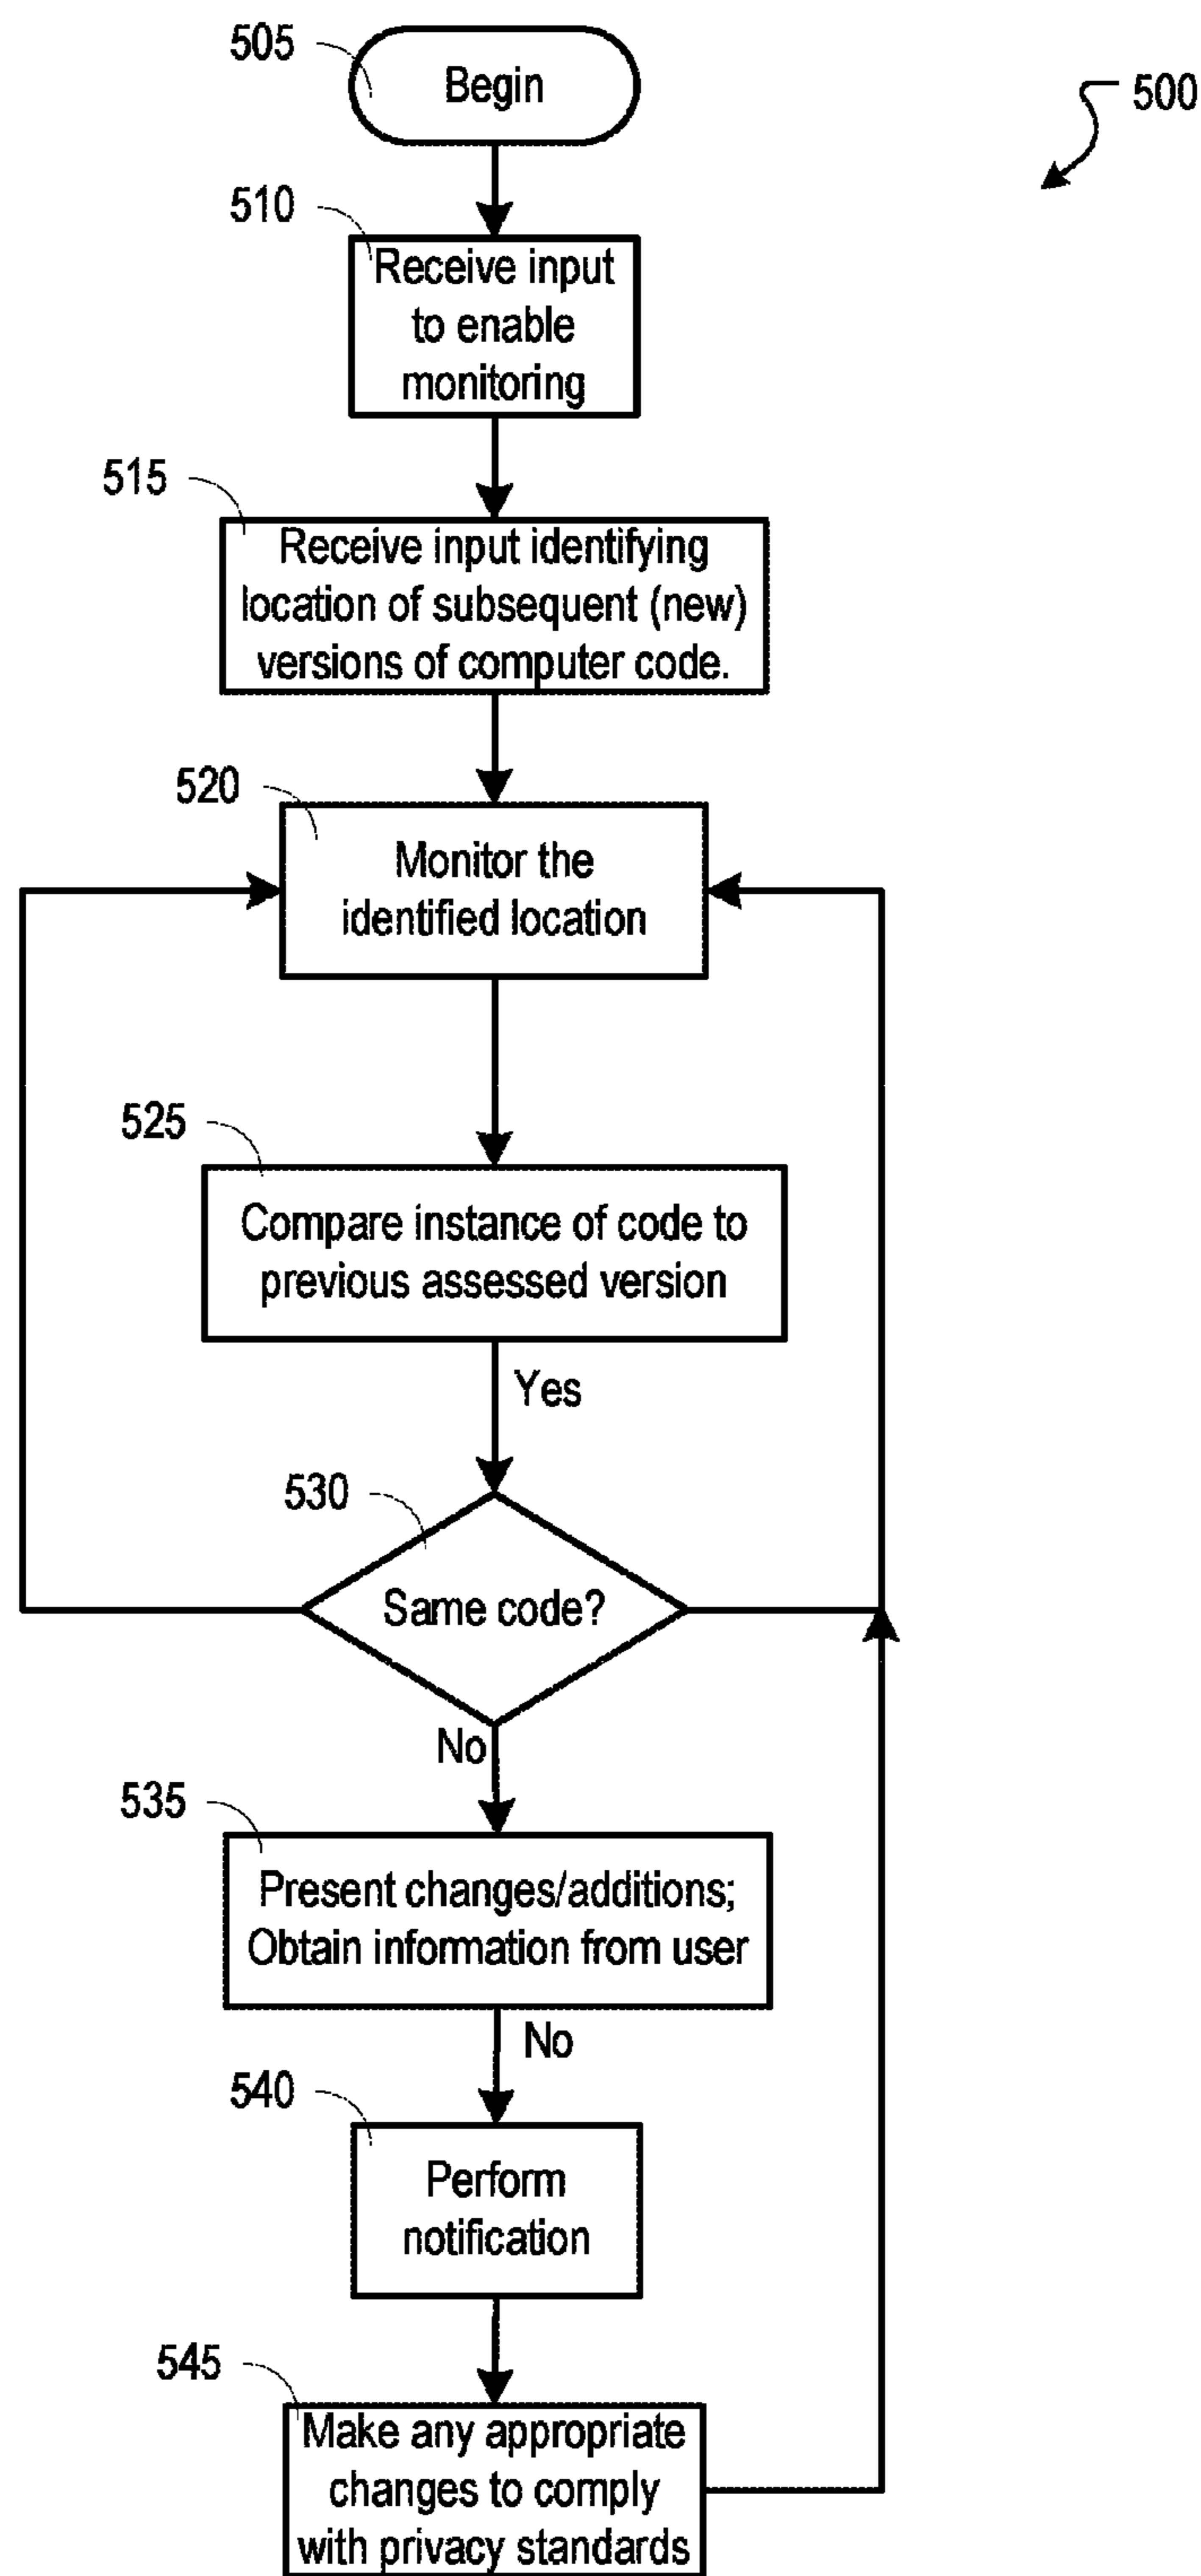 505
Begin
500
510
Receive input
to enable
monitoring
515
Receive input identifying
location of subsequent (new)
versions of computer code.
520
Monitor the
identified location
525
Compare instance of code to
previous assessed version
Yes
530
Same code?
No
535
Present changes/additions;
Obtain information from user
No
540
Perform
notification
545
Make any appropriate
changes to comply
with privacy standards